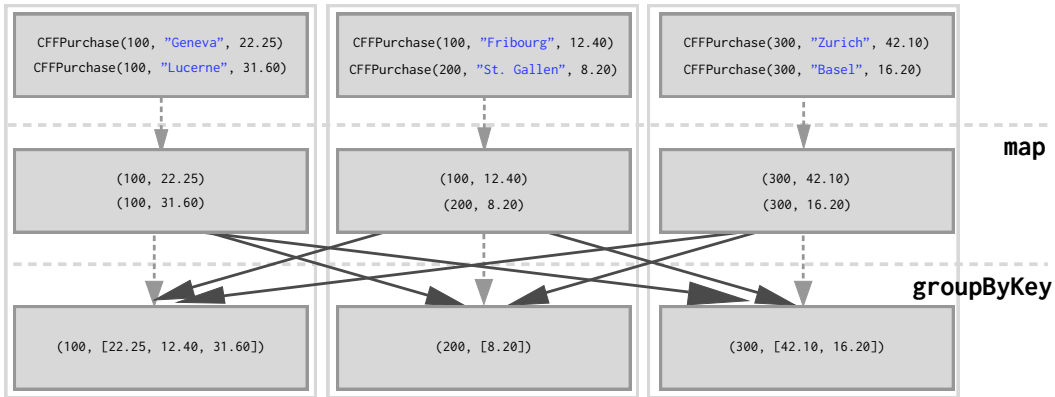 CFFPurchase(100, ”Geneva”, 22.25)
CFFPurchase(100, ”Lucerne”, 31.60)
CFFPurchase(100, ”Fribourg”, 12.40)
CFFPurchase(200, ”St. Gallen”, 8.20)
CFFPurchase(300, ”Zurich”, 42.10)
CFFPurchase(300, ”Basel”, 16.20)
map
(100, 22.25)
(100, 31.60)
(100, 12.40)
(200, 8.20)
(300, 42.10)
(300, 16.20)
groupByKey
(100, [22.25, 12.40, 31.60])
(200, [8.20])
(300, [42.10, 16.20])